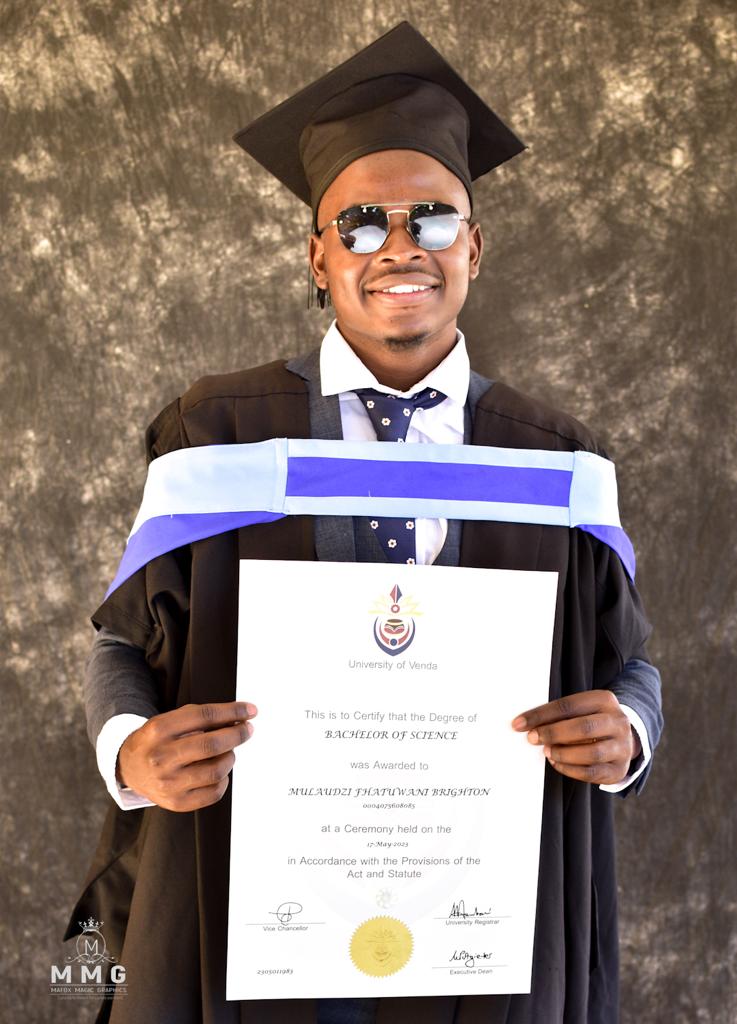 University of Venda
This is to Certify that the Degree of
BACHELOR OF SCIENCE
was Awarded to
MULAUDZI FHATUWANI BRIGHTON
0004075608085
at a Ceremony held on the
17-May-2023
in Accordance with the Provisions of the
Act and Statute
Vice Chancellor
University Registrar
Executive Dean
2305011983
M
MMG
MAFOX MAGIC GRAPHICS